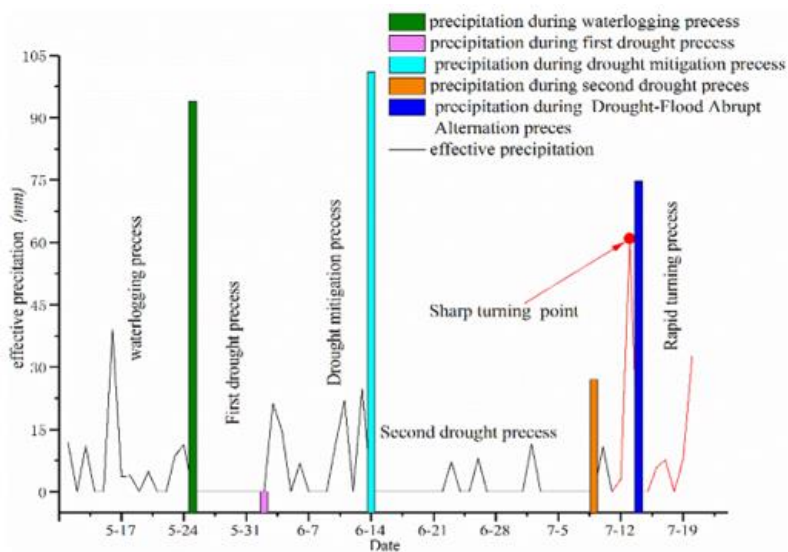 precipitation during waterlogging precess
precipitation during first drought precess
precipitation during drought mitigation precess
precipitation during second drought preces
precipitation during Drought-Flood Abrupt
Alternation preces
effective precipitation
105
90
75
60
45
30
15
0
effective precitation (mm)
waterlogging precess
First drought precess
Drought mitigation precess
Second drought precess
Sharp turning point
Rapid turning precess
5-17
5-24
5-31
6-7
6-14
6-21
6-28
7-5
7-12
7-19
Date